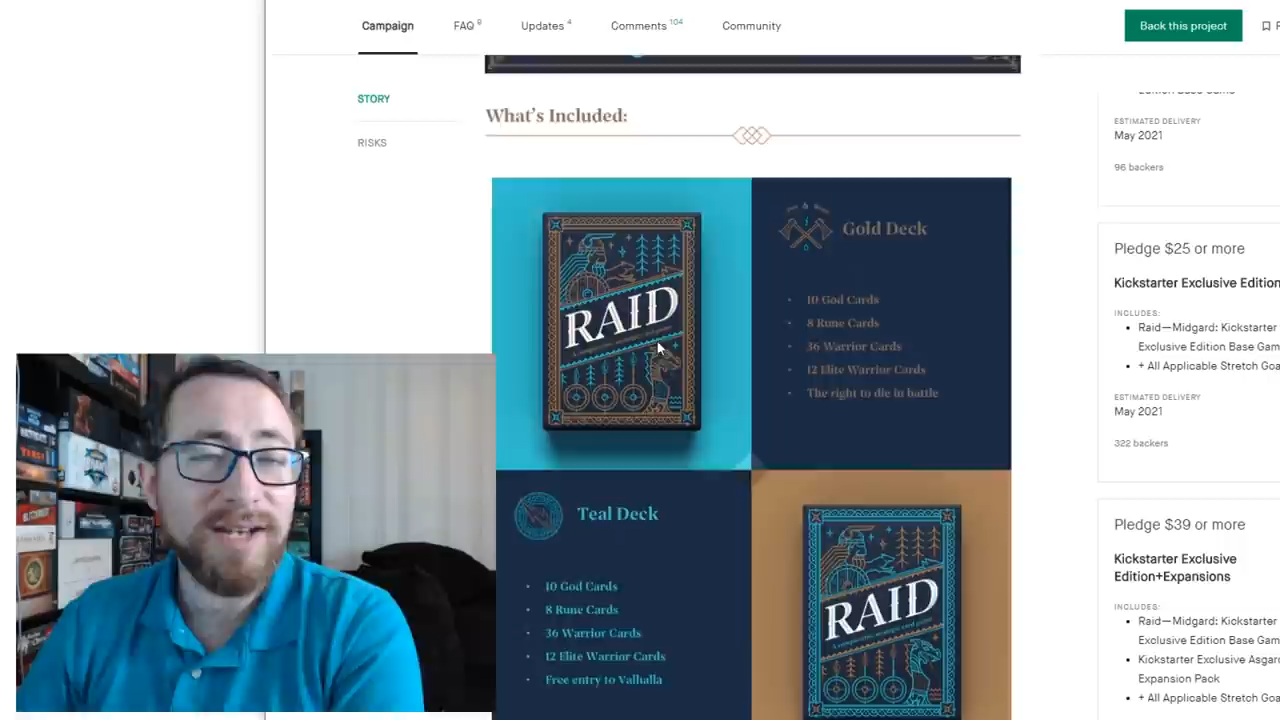 Campaign
FAQ 9
Updates 4
Comments 104
Community
Back this project
STORY
RISKS
What's Included:
RAID
Gold Deck
· 10 God Cards
· 8 Rune Cards
· 36 Warrior Cards
· 12 Elite Warrior Cards
· The right to die in battle
Teal Deck
· 10 God Cards
· 8 Rune Cards
· 36 Warrior Cards
· 12 Elite Warrior Cards
· Free entry to Valhalla
RAID
A competitive, strategic card game
ESTIMATED DELIVERY
May 2021
96 backers
Pledge $25 or more
Kickstarter Exclusive Edition
INCLUDES:
• Raid—Midgard: Kickstarter
Exclusive Edition Base Gam
• + All Applicable Stretch Goa
ESTIMATED DELIVERY
May 2021
322 backers
Pledge $39 or more
Kickstarter Exclusive
Edition+Expansions
INCLUDES:
• Raid—Midgard: Kickstarter
Exclusive Edition Base Gam
• Kickstarter Exclusive Asgar
Expansion Pack
• + All Applicable Stretch Goa